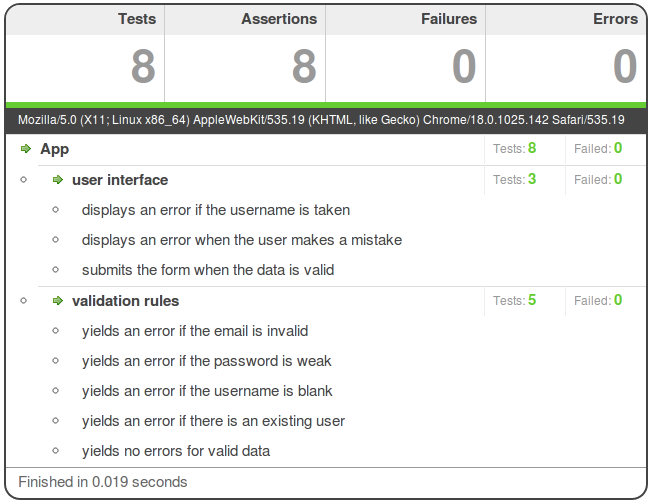 Tests Assertions Failures Errors
8 8 0 0
Mozilla/5.0 (X11; Linux x86_64) AppleWebKit/535.19 (KHTML, like Gecko) Chrome/18.0.1025.142 Safari/535.19
App Tests: 8 Failed: 0
user interface Tests: 3 Failed: 0
displays an error if the username is taken
displays an error when the user makes a mistake
submits the form when the data is valid
validation rules Tests: 5 Failed: 0
yields an error if the email is invalid
yields an error if the password is weak
yields an error if the username is blank
yields an error if there is an existing user
yields no errors for valid data
Finished in 0.019 seconds